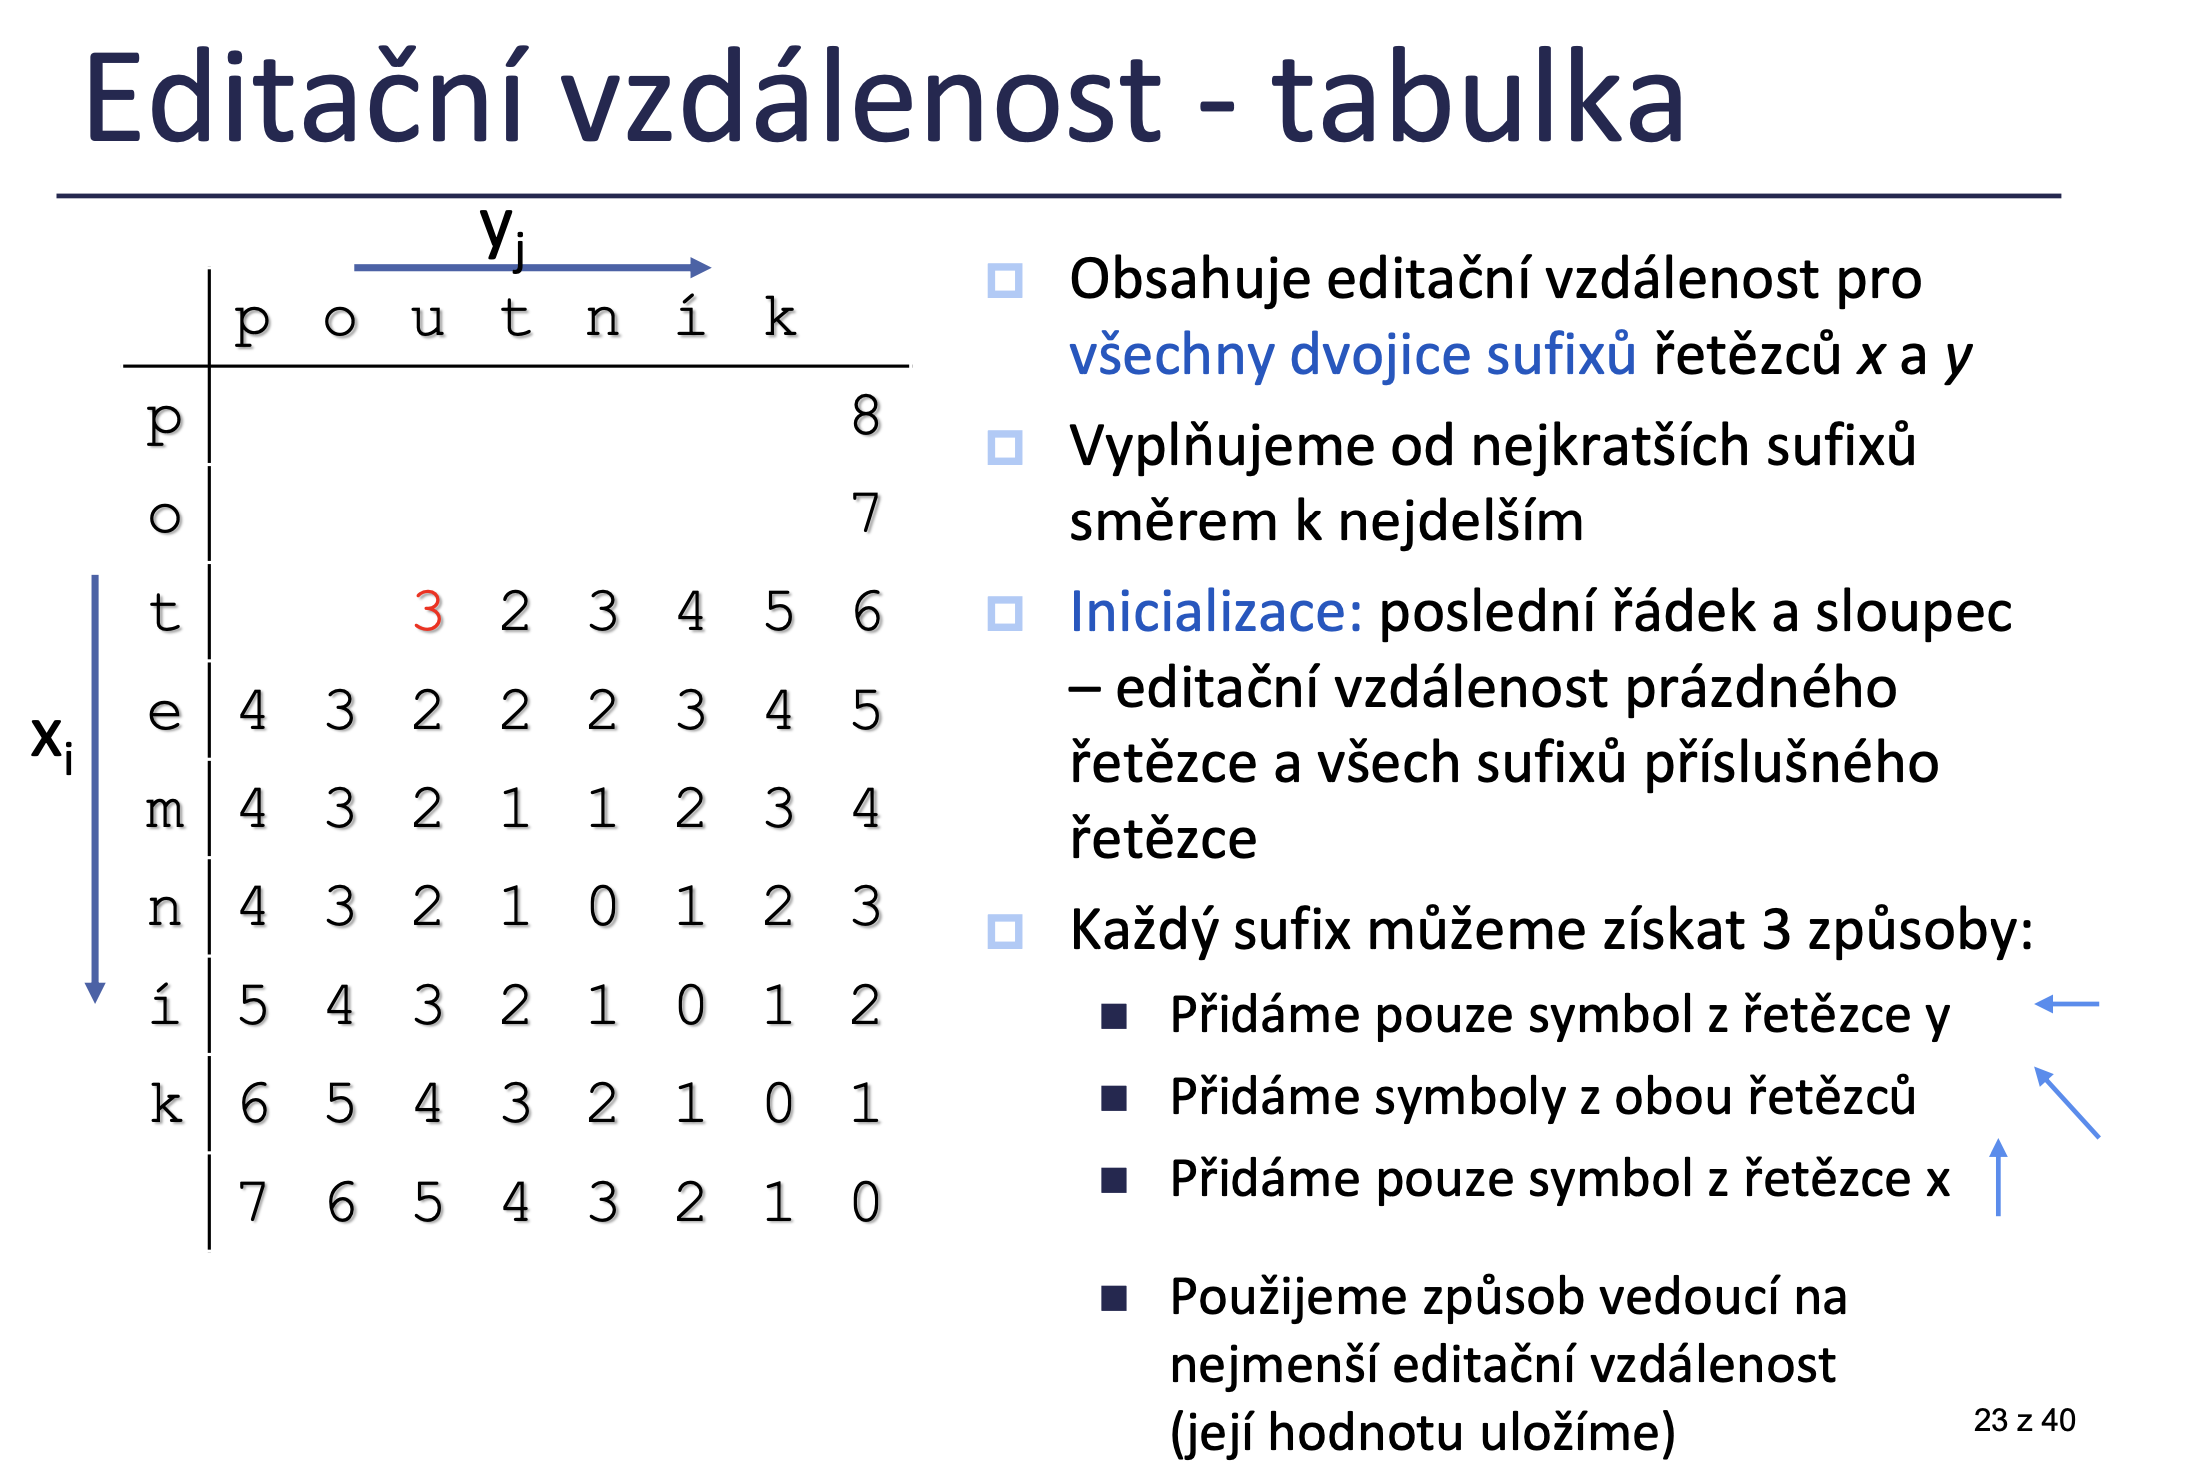 Editační vzdálenost - tabulka
yj
p o u t n í k
p 8
o 7
t 3 2 3 4 5 6
e 4 3 2 2 2 3 4 5
m 4 3 2 1 1 2 3 4
n 4 3 2 1 0 1 2 3
í 5 4 3 2 1 0 1 2
k 6 5 4 3 2 1 0 1
7 6 5 4 3 2 1 0
xi
Obsahuje editační vzdálenost pro
všechny dvojice sufixů řetězců x a y
Vyplňujeme od nejkratších sufixů
směrem k nejdelším
Inicializace: poslední řádek a sloupec
– editační vzdálenost prázdného
řetězce a všech sufixů příslušného
řetězce
Každý sufix můžeme získat 3 způsoby:
Přidáme pouze symbol z řetězce y
Přidáme symboly z obou řetězců
Přidáme pouze symbol z řetězce x
Použijeme způsob vedoucí na
nejmenší editační vzdálenost
(její hodnotu uložíme)
23 z 40